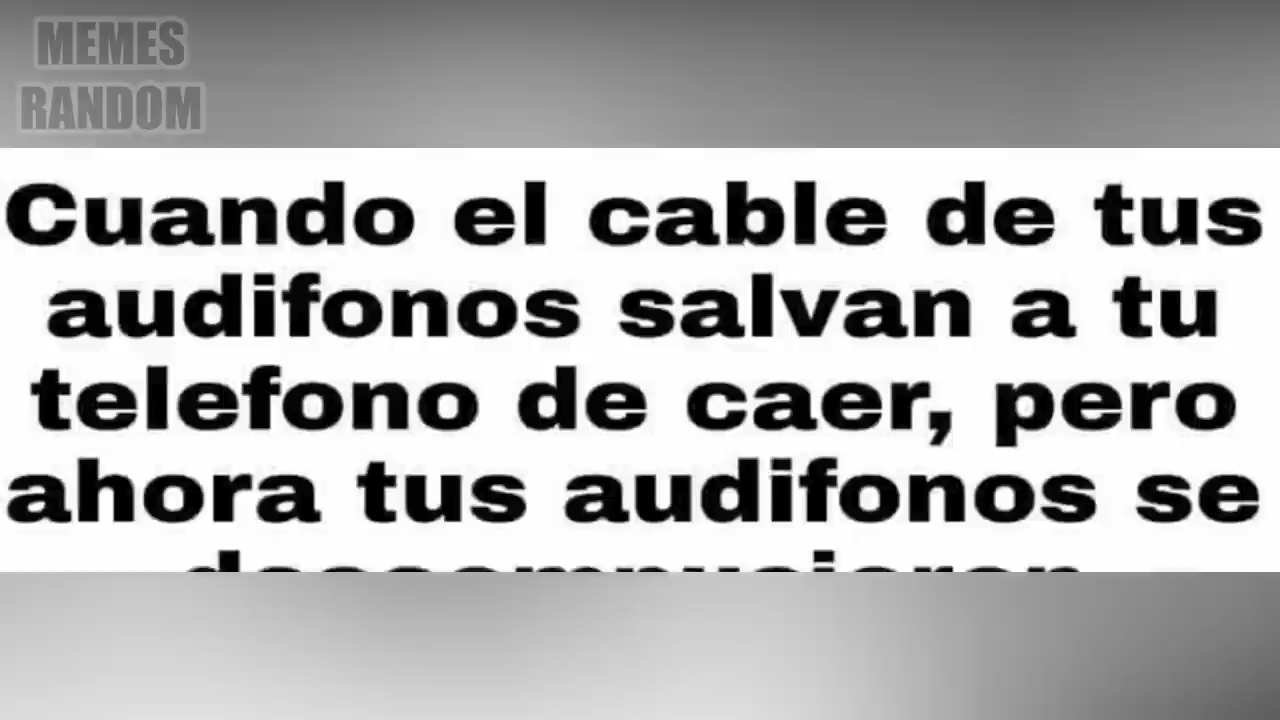 MEMES
RANDOM
Cuando el cable de tus
audifonos salvan a tu
telefono de caer, pero
ahora tus audifonos se